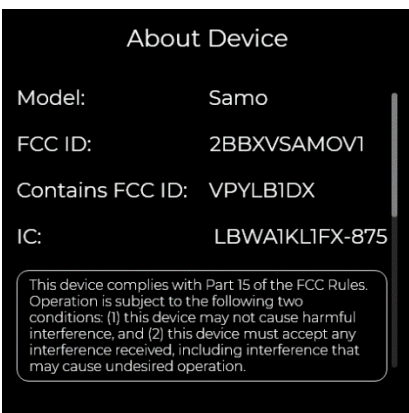 About Device
Model: Samo
FCC ID: 2BBXVSAMOV1
Contains FCC ID: VPYLB1DX
IC: LBWA1KL1FX-875
This device complies with Part 15 of the FCC Rules.
Operation is subject to the following two
conditions: (1) this device may not cause harmful
interference, and (2) this device must accept any
interference received, including interference that
may cause undesired operation.